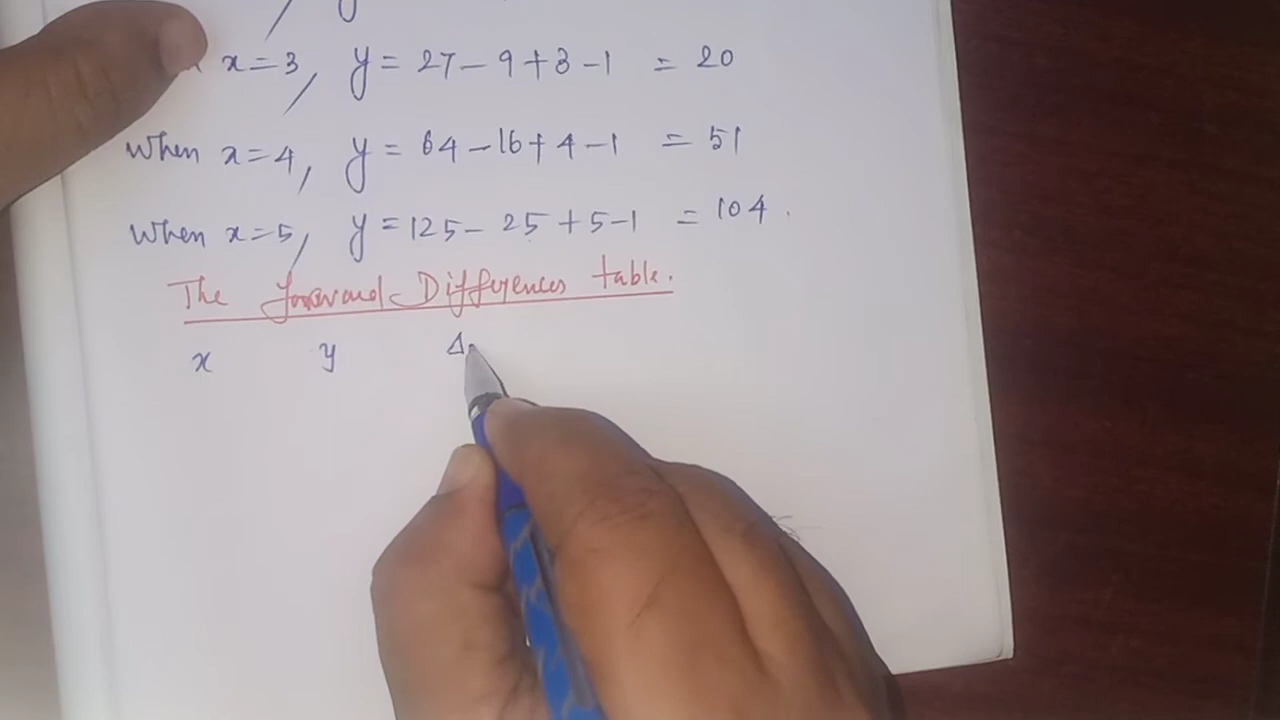 x=3, y = 27-9+3-1 = 20
When x=4, y = 64-16+4-1 = 51
When x=5, y = 125-25+5-1 = 104.
The forward Differences table.
x y Δ